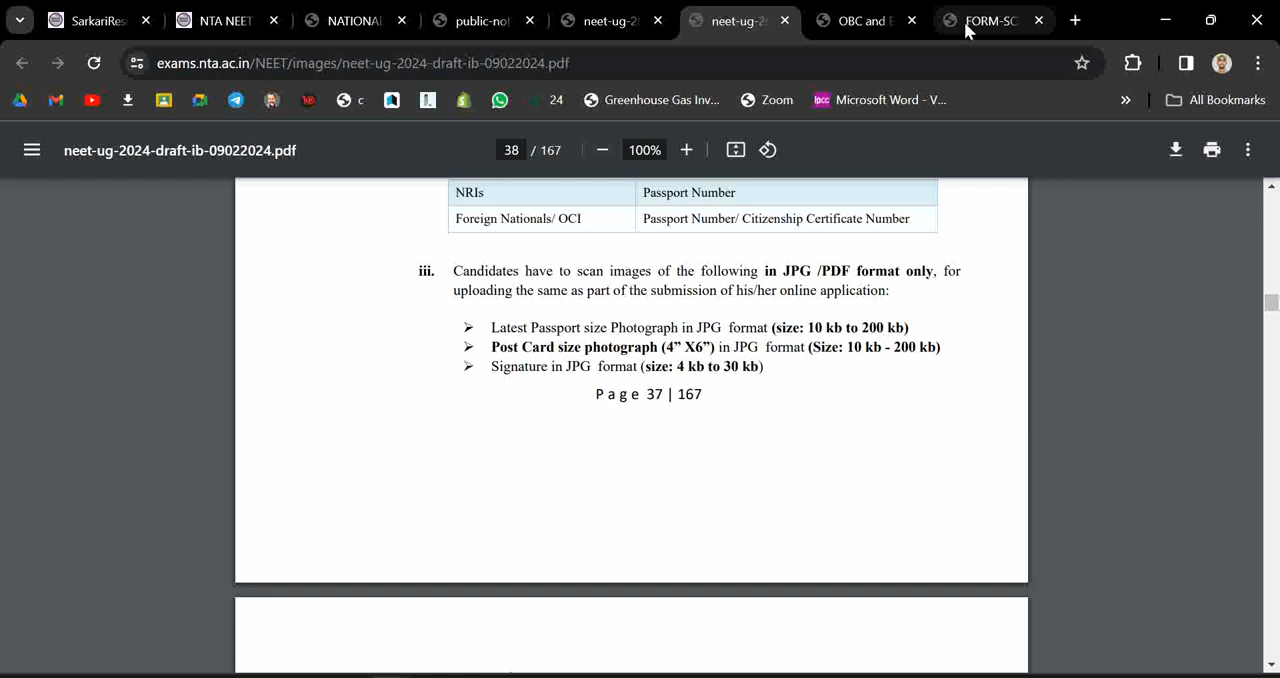 SarkariRes
NTA NEET
NATIONAL
public-not
neet-ug-2
neet-ug-2
OBC and
FORM-SC
exams.nta.ac.in/NEET/images/neet-ug-2024-draft-ib-09022024.pdf
c
24
Greenhouse Gas Inv...
Zoom
ipcc
Microsoft Word - V...
»
All Bookmarks
neet-ug-2024-draft-ib-09022024.pdf
38 / 167
100%
NRIs
Passport Number
Foreign Nationals/ OCI
Passport Number/ Citizenship Certificate Number
iii. Candidates have to scan images of the following in JPG /PDF format only, for
uploading the same as part of the submission of his/her online application:
➢ Latest Passport size Photograph in JPG format (size: 10 kb to 200 kb)
➢ Post Card size photograph (4” X6”) in JPG format (Size: 10 kb - 200 kb)
➢ Signature in JPG format (size: 4 kb to 30 kb)
P a g e 37 | 167